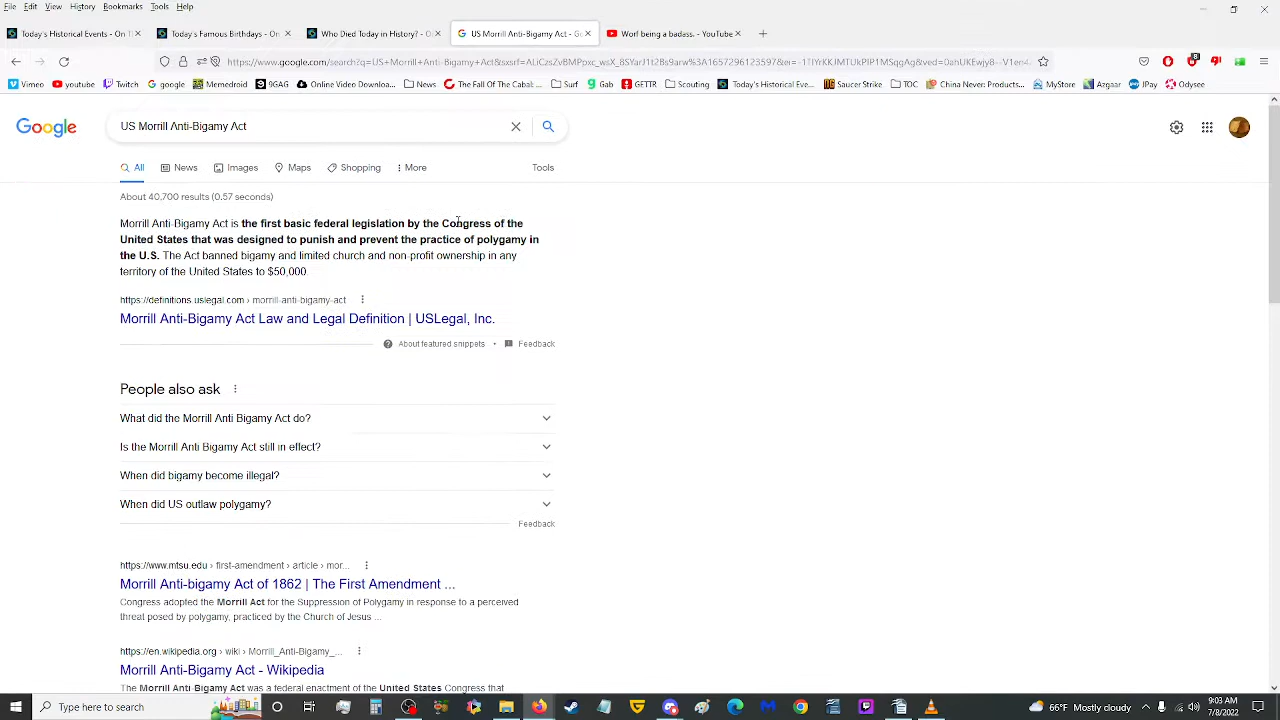 File Edit View History Bookmarks Tools Help
Today's Historical Events - On T
Today's Famous Birthdays - On
Who Died Today in History? - O
US Morrill Anti-Bigamy Act - Go
Worf being a badass. - YouTube
Vimeo youtube Twitch google Memedroid 9GAG Online Video Downloa... News The Fall Of The Cabal ... Surf Gab GETTR Scouting Today's Historical Eve... Saucer Strike TOC China Never: Produc... MyStore Azgaar JPay Odysee
Google
US Morrill Anti-Bigamy Act
All News Images Maps Shopping More Tools
About 40,700 results (0.57 seconds)
Morrill Anti-Bigamy Act is the first basic federal legislation by the Congress of the
United States that was designed to punish and prevent the practice of polygamy in
the U.S. The Act banned bigamy and limited church and non-profit ownership in any
territory of the United States to $50,000.
https://definitions.uslegal.com › morrill-anti-bigamy-act
Morrill Anti-Bigamy Act Law and Legal Definition | USLegal, Inc.
About featured snippets • Feedback
People also ask
What did the Morrill Anti Bigamy Act do?
Is the Morrill Anti Bigamy Act still in effect?
When did bigamy become illegal?
When did US outlaw polygamy?
Feedback
https://www.mtsu.edu › first-amendment › article › mor...
Morrill Anti-bigamy Act of 1862 | The First Amendment ...
Congress adopted the Morrill Act for the Suppression of Polygamy in response to a perceived
threat posed by polygamy, practiced by the Church of Jesus ...
https://en.wikipedia.org › wiki › Morrill_Anti-Bigamy_...
Morrill Anti-Bigamy Act - Wikipedia
The Morrill Anti-Bigamy Act was a federal enactment of the United States Congress that
Type here to search
66°F Mostly cloudy
9:03 AM
7/8/2022